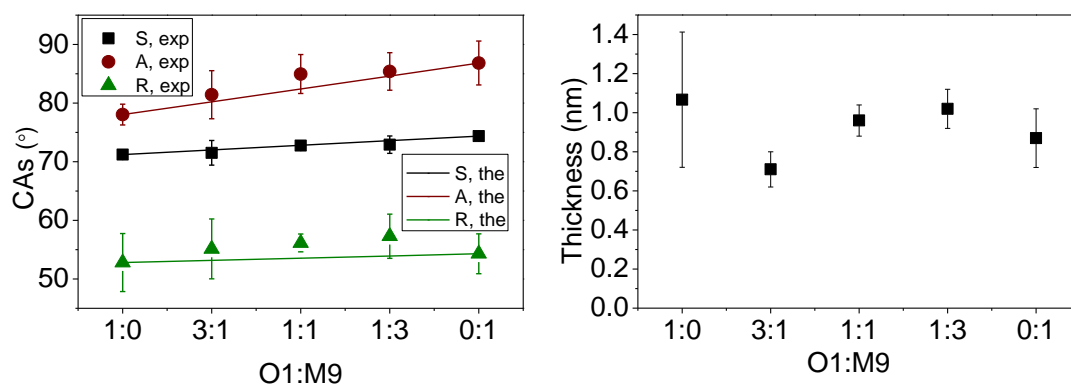 90
80
70
60
50
CAs (°)
S, exp
A, exp
R, exp
S, the
A, the
R, the
1:0 3:1 1:1 1:3 0:1
O1:M9
1.4
1.2
1.0
0.8
0.6
0.4
0.2
0.0
Thickness (nm)
1:0 3:1 1:1 1:3 0:1
O1:M9